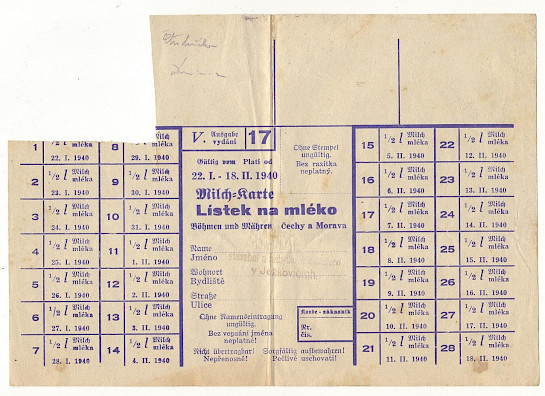 V. Ausgabe vydání 17
Gültig vom Platí od
22. I. - 18. II. 1940
Milch-Karte
Lístek na mléko
Böhmen und Mähren Čechy a Morava
Name
Jméno
Wohnort
Bydliště
Straße
Ulice
Ohne Namenseintragung
ungültig.
Bez vepsání jména
neplatné!
Nicht übertragbar! Sorgfältig aufbewahren!
Nepřenosné! Pečlivě uschovati!
Ohne Stempel
ungültig.
Bez razítka
neplatný.
v Ježkovicích
Kunde - zákazník
Nr.
čís.
1 1/2 l Milch mléka 22. I. 1940
2 1/2 l Milch mléka 23. I. 1940
3 1/2 l Milch mléka 24. I. 1940
4 1/2 l Milch mléka 25. I. 1940
5 1/2 l Milch mléka 26. I. 1940
6 1/2 l Milch mléka 27. I. 1940
7 1/2 l Milch mléka 28. I. 1940
8 1/2 l Milch mléka 29. I. 1940
9 1/2 l Milch mléka 30. I. 1940
10 1/2 l Milch mléka 31. I. 1940
11 1/2 l Milch mléka 1. II. 1940
12 1/2 l Milch mléka 2. II. 1940
13 1/2 l Milch mléka 3. II. 1940
14 1/2 l Milch mléka 4. II. 1940
15 1/2 l Milch mléka 5. II. 1940
16 1/2 l Milch mléka 6. II. 1940
17 1/2 l Milch mléka 7. II. 1940
18 1/2 l Milch mléka 8. II. 1940
19 1/2 l Milch mléka 9. II. 1940
20 1/2 l Milch mléka 10. II. 1940
21 1/2 l Milch mléka 11. II. 1940
22 1/2 l Milch mléka 12. II. 1940
23 1/2 l Milch mléka 13. II. 1940
24 1/2 l Milch mléka 14. II. 1940
25 1/2 l Milch mléka 15. II. 1940
26 1/2 l Milch mléka 16. II. 1940
27 1/2 l Milch mléka 17. II. 1940
28 1/2 l Milch mléka 18. II. 1940